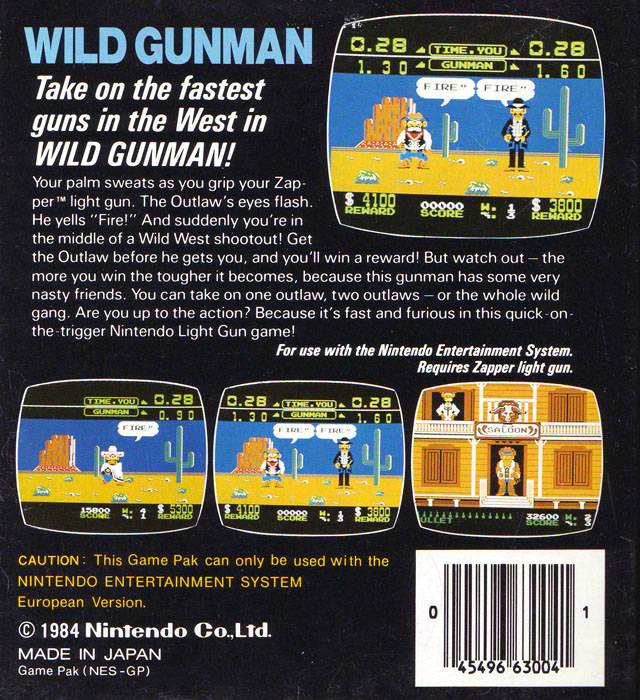 WILD GUNMAN
Take on the fastest
guns in the West in
WILD GUNMAN!
Your palm sweats as you grip your Zap-
per™ light gun. The Outlaw's eyes flash.
He yells "Fire!" And suddenly you're in
the middle of a Wild West shootout! Get
the Outlaw before he gets you, and you'll win a reward! But watch out – the
more you win the tougher it becomes, because this gunman has some very
nasty friends. You can take on one outlaw, two outlaws – or the whole wild
gang. Are you up to the action? Because it's fast and furious in this quick-on-
the-trigger Nintendo Light Gun game!
For use with the Nintendo Entertainment System.
Requires Zapper light gun.
0.28 TIME.YOU 0.28
1.30 GUNMAN 1.60
FIRE" FIRE"
$ 4100 00000 $ 3800
REWARD SCORE REWARD
TIME.YOU 0.28
GUNMAN 0.90
FIRE"
15800 $ 5300
SCORE REWARD
0.28 TIME.YOU 0.28
1.30 GUNMAN 1.60
FIRE" FIRE"
$ 4100 00000 $ 3800
REWARD SCORE REWARD
SALOON
ULLET 32600
SCORE
CAUTION: This Game Pak can only be used with the
NINTENDO ENTERTAINMENT SYSTEM
European Version.
© 1984 Nintendo Co.,Ltd.
MADE IN JAPAN
Game Pak (NES-GP)
0 45496 63004 1